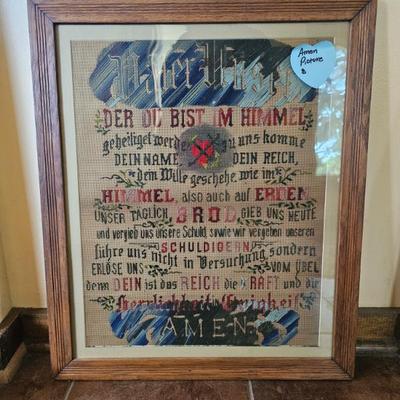 Vater Unser
DER DU BIST IM HIMMEL
geheiliget werde zu uns komme
DEIN NAME DEIN REICH,
dein Wille geschehe, wie im
HIMMEL, also auch auf ERDEN
UNSER TÄGLICH BROD GIEB UNS HEUTE
und vergieb uns unsere Schuld, sowie wir vergeben unseren
SCHULDIGERN
führe uns nicht in Versuchung, sondern
ERLÖSE UNS VOM ÜBEL
denn DEIN ist das REICH die KRAFT und die
Herrlichkeit Ewigkeit
AMEN
Amen
Picture